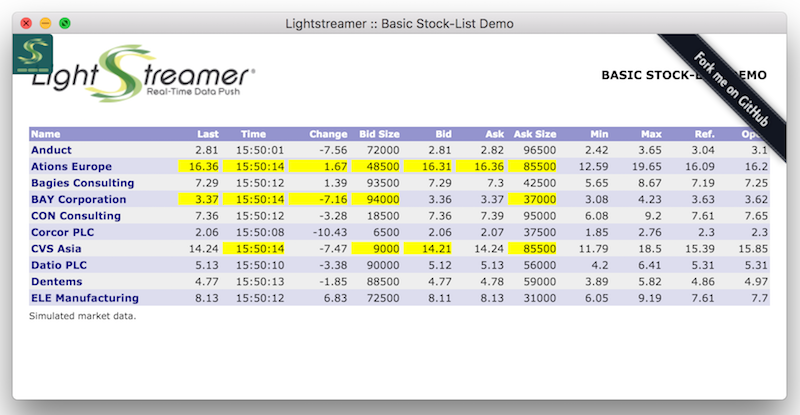 Lightstreamer :: Basic Stock-List Demo
LightStreamer®
Real-Time Data Push
BASIC STOCK-LIST DEMO
Fork me on GitHub
Name Last Time Change Bid Size Bid Ask Ask Size Min Max Ref.
Anduct 2.81 15:50:01 -7.56 72000 2.81 2.82 96500 2.42 3.65 3.04 3.1
Ations Europe 16.36 15:50:14 1.67 48500 16.31 16.36 85500 12.59 19.65 16.09 16.2
Bagies Consulting 7.29 15:50:12 1.39 93500 7.29 7.3 42500 5.65 8.67 7.19 7.25
BAY Corporation 3.37 15:50:14 -7.16 94000 3.36 3.37 37000 3.08 4.23 3.63 3.62
CON Consulting 7.36 15:50:12 -3.28 18500 7.36 7.39 95000 6.08 9.2 7.61 7.65
Corcor PLC 2.06 15:50:08 -10.43 6500 2.06 2.07 37500 1.85 2.76 2.3 2.3
CVS Asia 14.24 15:50:14 -7.47 9000 14.21 14.24 85500 11.79 18.5 15.39 15.85
Datio PLC 5.13 15:50:10 -3.38 90000 5.12 5.13 56000 4.2 6.41 5.31 5.31
Dentems 4.77 15:50:13 -1.85 88500 4.77 4.78 59000 3.89 5.82 4.86 4.97
ELE Manufacturing 8.13 15:50:12 6.83 72500 8.11 8.13 31000 6.05 9.19 7.61 7.7
Simulated market data.